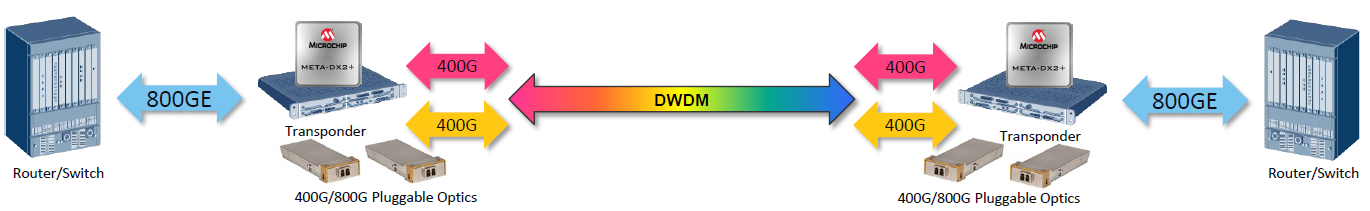 MICROCHIP
META-DX2+
400G
400G
800GE
DWDM
Transponder
Router/Switch
400G/800G Pluggable Optics
MICROCHIP
META-DX2+
400G
400G
800GE
Transponder
Router/Switch
400G/800G Pluggable Optics